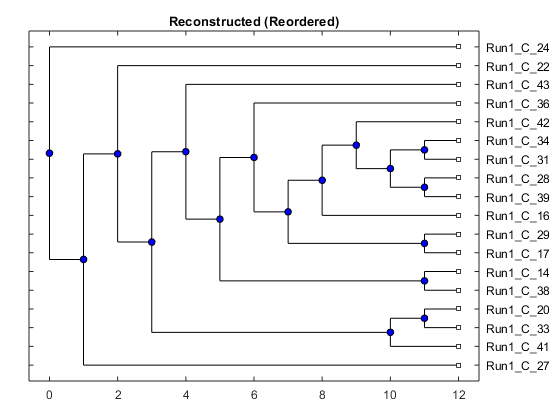 Reconstructed (Reordered)
Run1_C_24
Run1_C_22
Run1_C_43
Run1_C_36
Run1_C_42
Run1_C_34
Run1_C_31
Run1_C_28
Run1_C_39
Run1_C_16
Run1_C_29
Run1_C_17
Run1_C_14
Run1_C_38
Run1_C_20
Run1_C_33
Run1_C_41
Run1_C_27
0 2 4 6 8 10 12